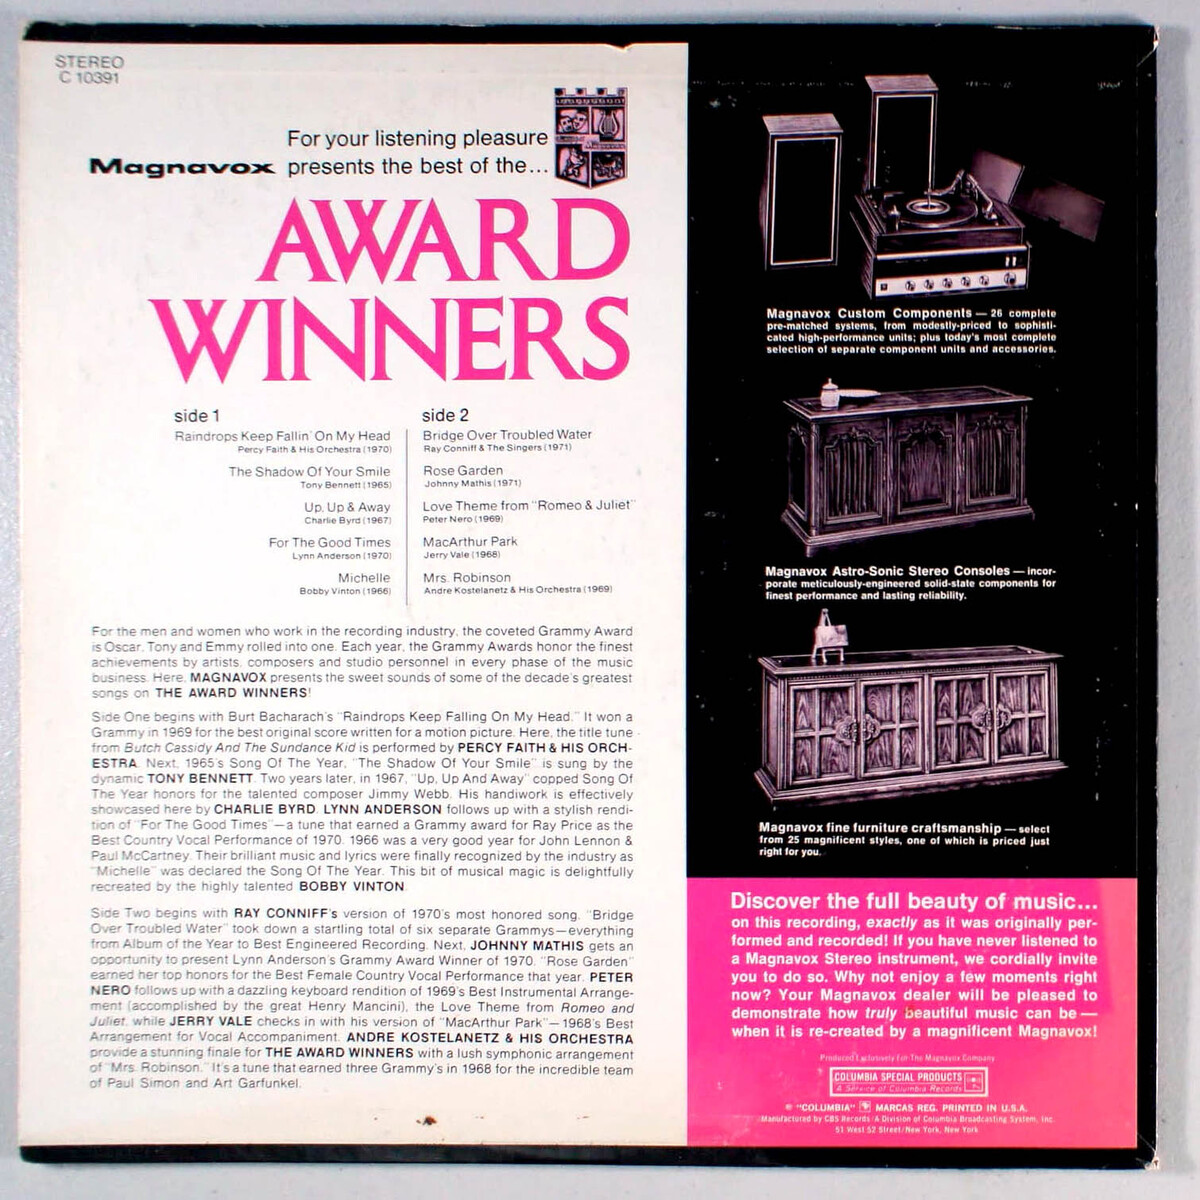 STEREO
C 10391
For your listening pleasure
Magnavox presents the best of the...
AWARD
WINNERS
side 1
Raindrops Keep Fallin' On My Head
Percy Faith & His Orchestra (1970)
The Shadow Of Your Smile
Tony Bennett (1965)
Up, Up & Away
Charlie Byrd (1967)
For The Good Times
Lynn Anderson (1970)
Michelle
Bobby Vinton (1966)
side 2
Bridge Over Troubled Water
Ray Conniff & The Singers (1971)
Rose Garden
Johnny Mathis (1971)
Love Theme from "Romeo & Juliet"
Peter Nero (1969)
MacArthur Park
Jerry Vale (1968)
Mrs. Robinson
Andre Kostelanetz & His Orchestra (1969)
For the men and women who work in the recording industry, the coveted Grammy Award
is Oscar, Tony and Emmy rolled into one. Each year, the Grammy Awards honor the finest
achievements by artists, composers and studio personnel in every phase of the music
business. Here, MAGNAVOX presents the sweet sounds of some of the decade's greatest
songs on THE AWARD WINNERS!
Side One begins with Burt Bacharach's "Raindrops Keep Falling On My Head." It won a
Grammy in 1969 for the best original score written for a motion picture. Here, the title tune
from Butch Cassidy And The Sundance Kid is performed by PERCY FAITH & HIS ORCH-
ESTRA. Next, 1965's Song Of The Year, "The Shadow Of Your Smile" is sung by the
dynamic TONY BENNETT. Two years later, in 1967, "Up, Up And Away" copped Song Of
The Year honors for the talented composer Jimmy Webb. His handiwork is effectively
showcased here by CHARLIE BYRD. LYNN ANDERSON follows up with a stylish rendi-
tion of "For The Good Times"—a tune that earned a Grammy award for Ray Price as the
Best Country Vocal Performance of 1970. 1966 was a very good year for John Lennon &
Paul McCartney. Their brilliant music and lyrics were finally recognized by the industry as
"Michelle" was declared the Song Of The Year. This bit of musical magic is delightfully
recreated by the highly talented BOBBY VINTON.
Side Two begins with RAY CONNIFF's version of 1970's most honored song. "Bridge
Over Troubled Water" took down a startling total of six separate Grammys—everything
from Album of the Year to Best Engineered Recording. Next, JOHNNY MATHIS gets an
opportunity to present Lynn Anderson's Grammy Award Winner of 1970. "Rose Garden"
earned her top honors for the Best Female Country Vocal Performance that year. PETER
NERO follows up with a dazzling keyboard rendition of 1969's Best Instrumental Arrange-
ment (accomplished by the great Henry Mancini), the Love Theme from Romeo and
Juliet, while JERRY VALE checks in with his version of "MacArthur Park"—1968's Best
Arrangement for Vocal Accompaniment. ANDRE KOSTELANETZ & HIS ORCHESTRA
provide a stunning finale for THE AWARD WINNERS with a lush symphonic arrangement
of "Mrs. Robinson." It's a tune that earned three Grammy's in 1968 for the incredible team
of Paul Simon and Art Garfunkel.
Magnavox Custom Components — 26 complete
pre-matched systems, from modestly-priced to sophisti-
cated high-performance units; plus today's most complete
selection of separate component units and accessories.
Magnavox Astro-Sonic Stereo Consoles — incor-
porate meticulously-engineered solid-state components for
finest performance and lasting reliability.
Magnavox fine furniture craftsmanship — select
from 25 magnificent styles, one of which is priced just
right for you.
Discover the full beauty of music...
on this recording, exactly as it was originally per-
formed and recorded! If you have never listened to
a Magnavox Stereo instrument, we cordially invite
you to do so. Why not enjoy a few moments right
now? Your Magnavox dealer will be pleased to
demonstrate how truly beautiful music can be —
when it is re-created by a magnificent Magnavox!
Produced Exclusively For The Magnavox Company
COLUMBIA SPECIAL PRODUCTS
A Service of Columbia Records
® "COLUMBIA" MARCAS REG. PRINTED IN U.S.A.
Manufactured by CBS Records/A Division of Columbia Broadcasting System, Inc.
51 West 52 Street/New York, New York